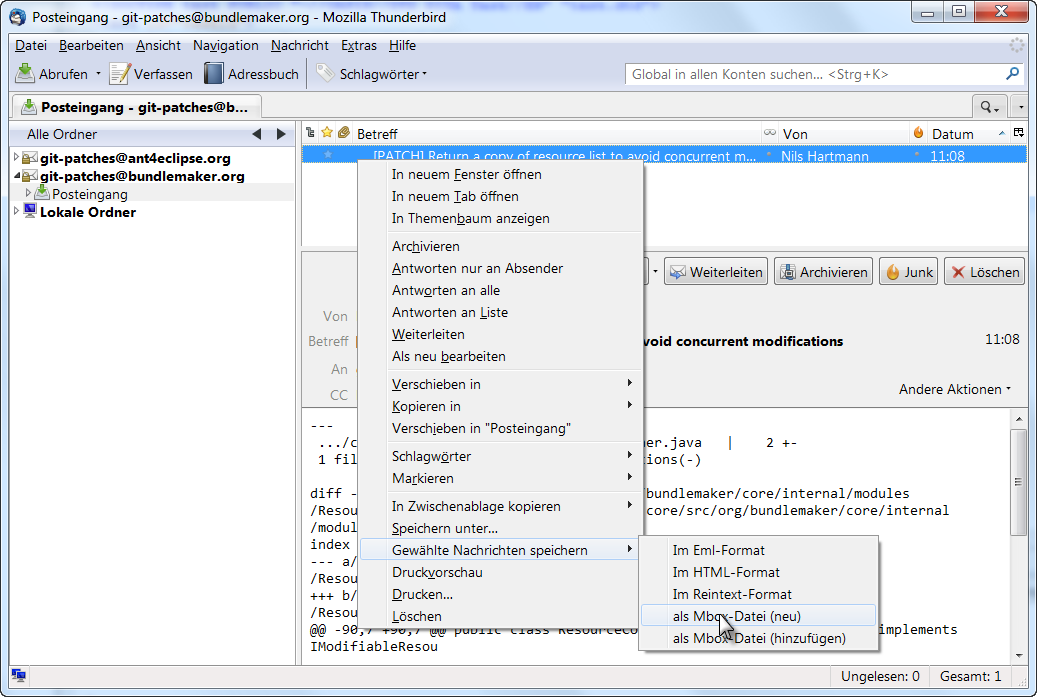 Posteingang - git-patches@bundlemaker.org - Mozilla Thunderbird
Datei Bearbeiten Ansicht Navigation Nachricht Extras Hilfe
Abrufen Verfassen Adressbuch Schlagwörter
Global in allen Konten suchen... <Strg+K>
Posteingang - git-patches@b...
Alle Ordner
git-patches@ant4eclipse.org
git-patches@bundlemaker.org
Posteingang
Lokale Ordner
Betreff Von Datum
[PATCH] Return a copy of resource list to avoid concurrent m... Nils Hartmann 11:08
In neuem Fenster öffnen
In neuem Tab öffnen
In Themenbaum anzeigen
Archivieren
Antworten nur an Absender
Antworten an alle
Antworten an Liste
Weiterleiten
Als neu bearbeiten
Verschieben in
Kopieren in
Verschieben in "Posteingang"
Schlagwörter
Markieren
In Zwischenablage kopieren
Speichern unter...
Gewählte Nachrichten speichern
Druckvorschau
Drucken...
Löschen
Im Eml-Format
Im HTML-Format
Im Reintext-Format
als Mbox-Datei (neu)
als Mbox-Datei (hinzufügen)
Weiterleiten Archivieren Junk Löschen
Von
Betreff void concurrent modifications 11:08
An
CC
Andere Aktionen
---
.../c er.java | 2 +-
1 fil ions(-)
diff - bundlemaker/core/internal/modules
/Resou core/src/org/bundlemaker/core/internal
/modul
index
--- a/
/Resou
+++ b/
/Resou
@@ -90,7 +90,7 @@ public class ResourceCo implements
IModifiableResou
Ungelesen: 0 Gesamt: 1